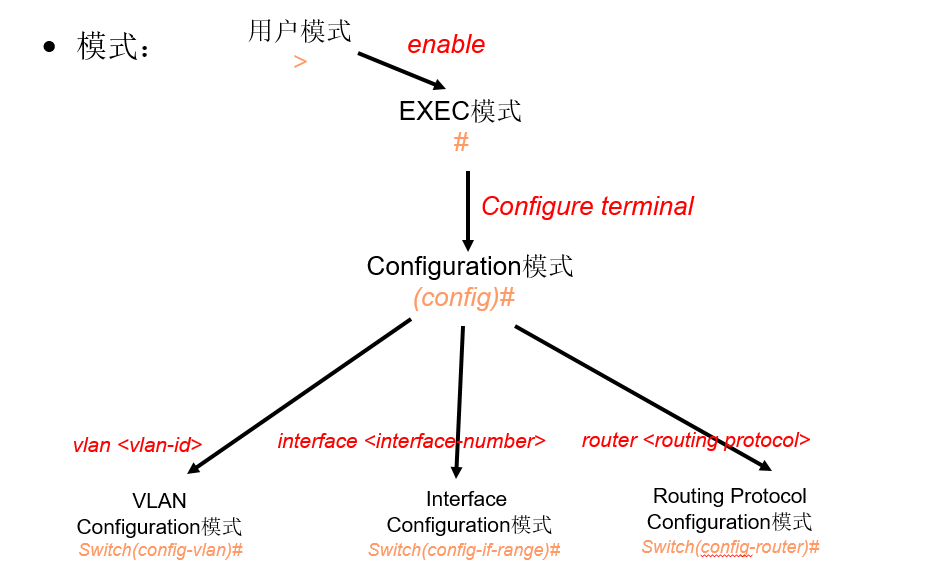 • 模式：
用户模式
>
enable
EXEC模式
#
Configure terminal
Configuration模式
(config)#
vlan <vlan-id>
interface <interface-number>
router <routing protocol>
VLAN
Configuration模式
Switch(config-vlan)#
Interface
Configuration模式
Switch(config-if-range)#
Routing Protocol
Configuration模式
Switch(config-router)#